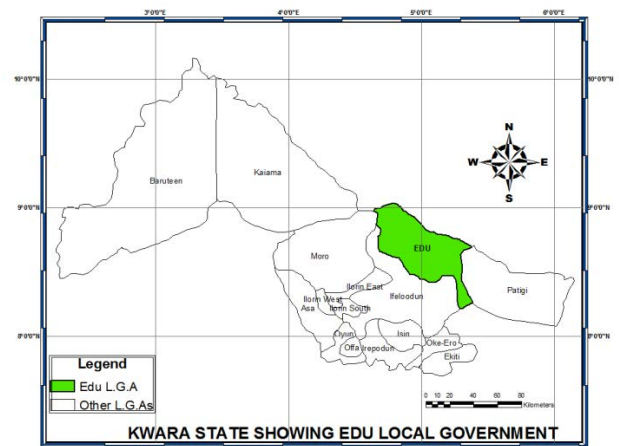 3°0'0"E 4°0'0"E 5°0'0"E 6°0'0"E
10°0'0"N 10°0'0"N
N
W E
S
Baruteen
Kaiama
9°0'0"N 9°0'0"N
EDU
Moro
Patigi
Ilorin East
Ifeloodun
Ilorin West
Asa
Ilorin South
8°0'0"N 8°0'0"N
Oyun
Isin
Oke-Ero
Offa
Irepodun
Ekiti
Legend
Edu L.G.A
Other L.G.As
0 10 20 40 60 80
Kilometers
KWARA STATE SHOWING EDU LOCAL GOVERNMENT